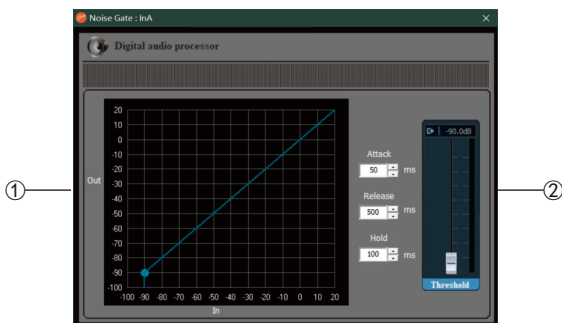 Noise Gate : InA
Digital audio processor
20
10
0
-10
-20
-30
-40
-50
-60
-70
-80
-90
-100
Out
-100 -90 -80 -70 -60 -50 -40 -30 -20 -10 0 10 20
In
Attack
50 ms
Release
500 ms
Hold
100 ms
-90.0dB
Threshold
①
②